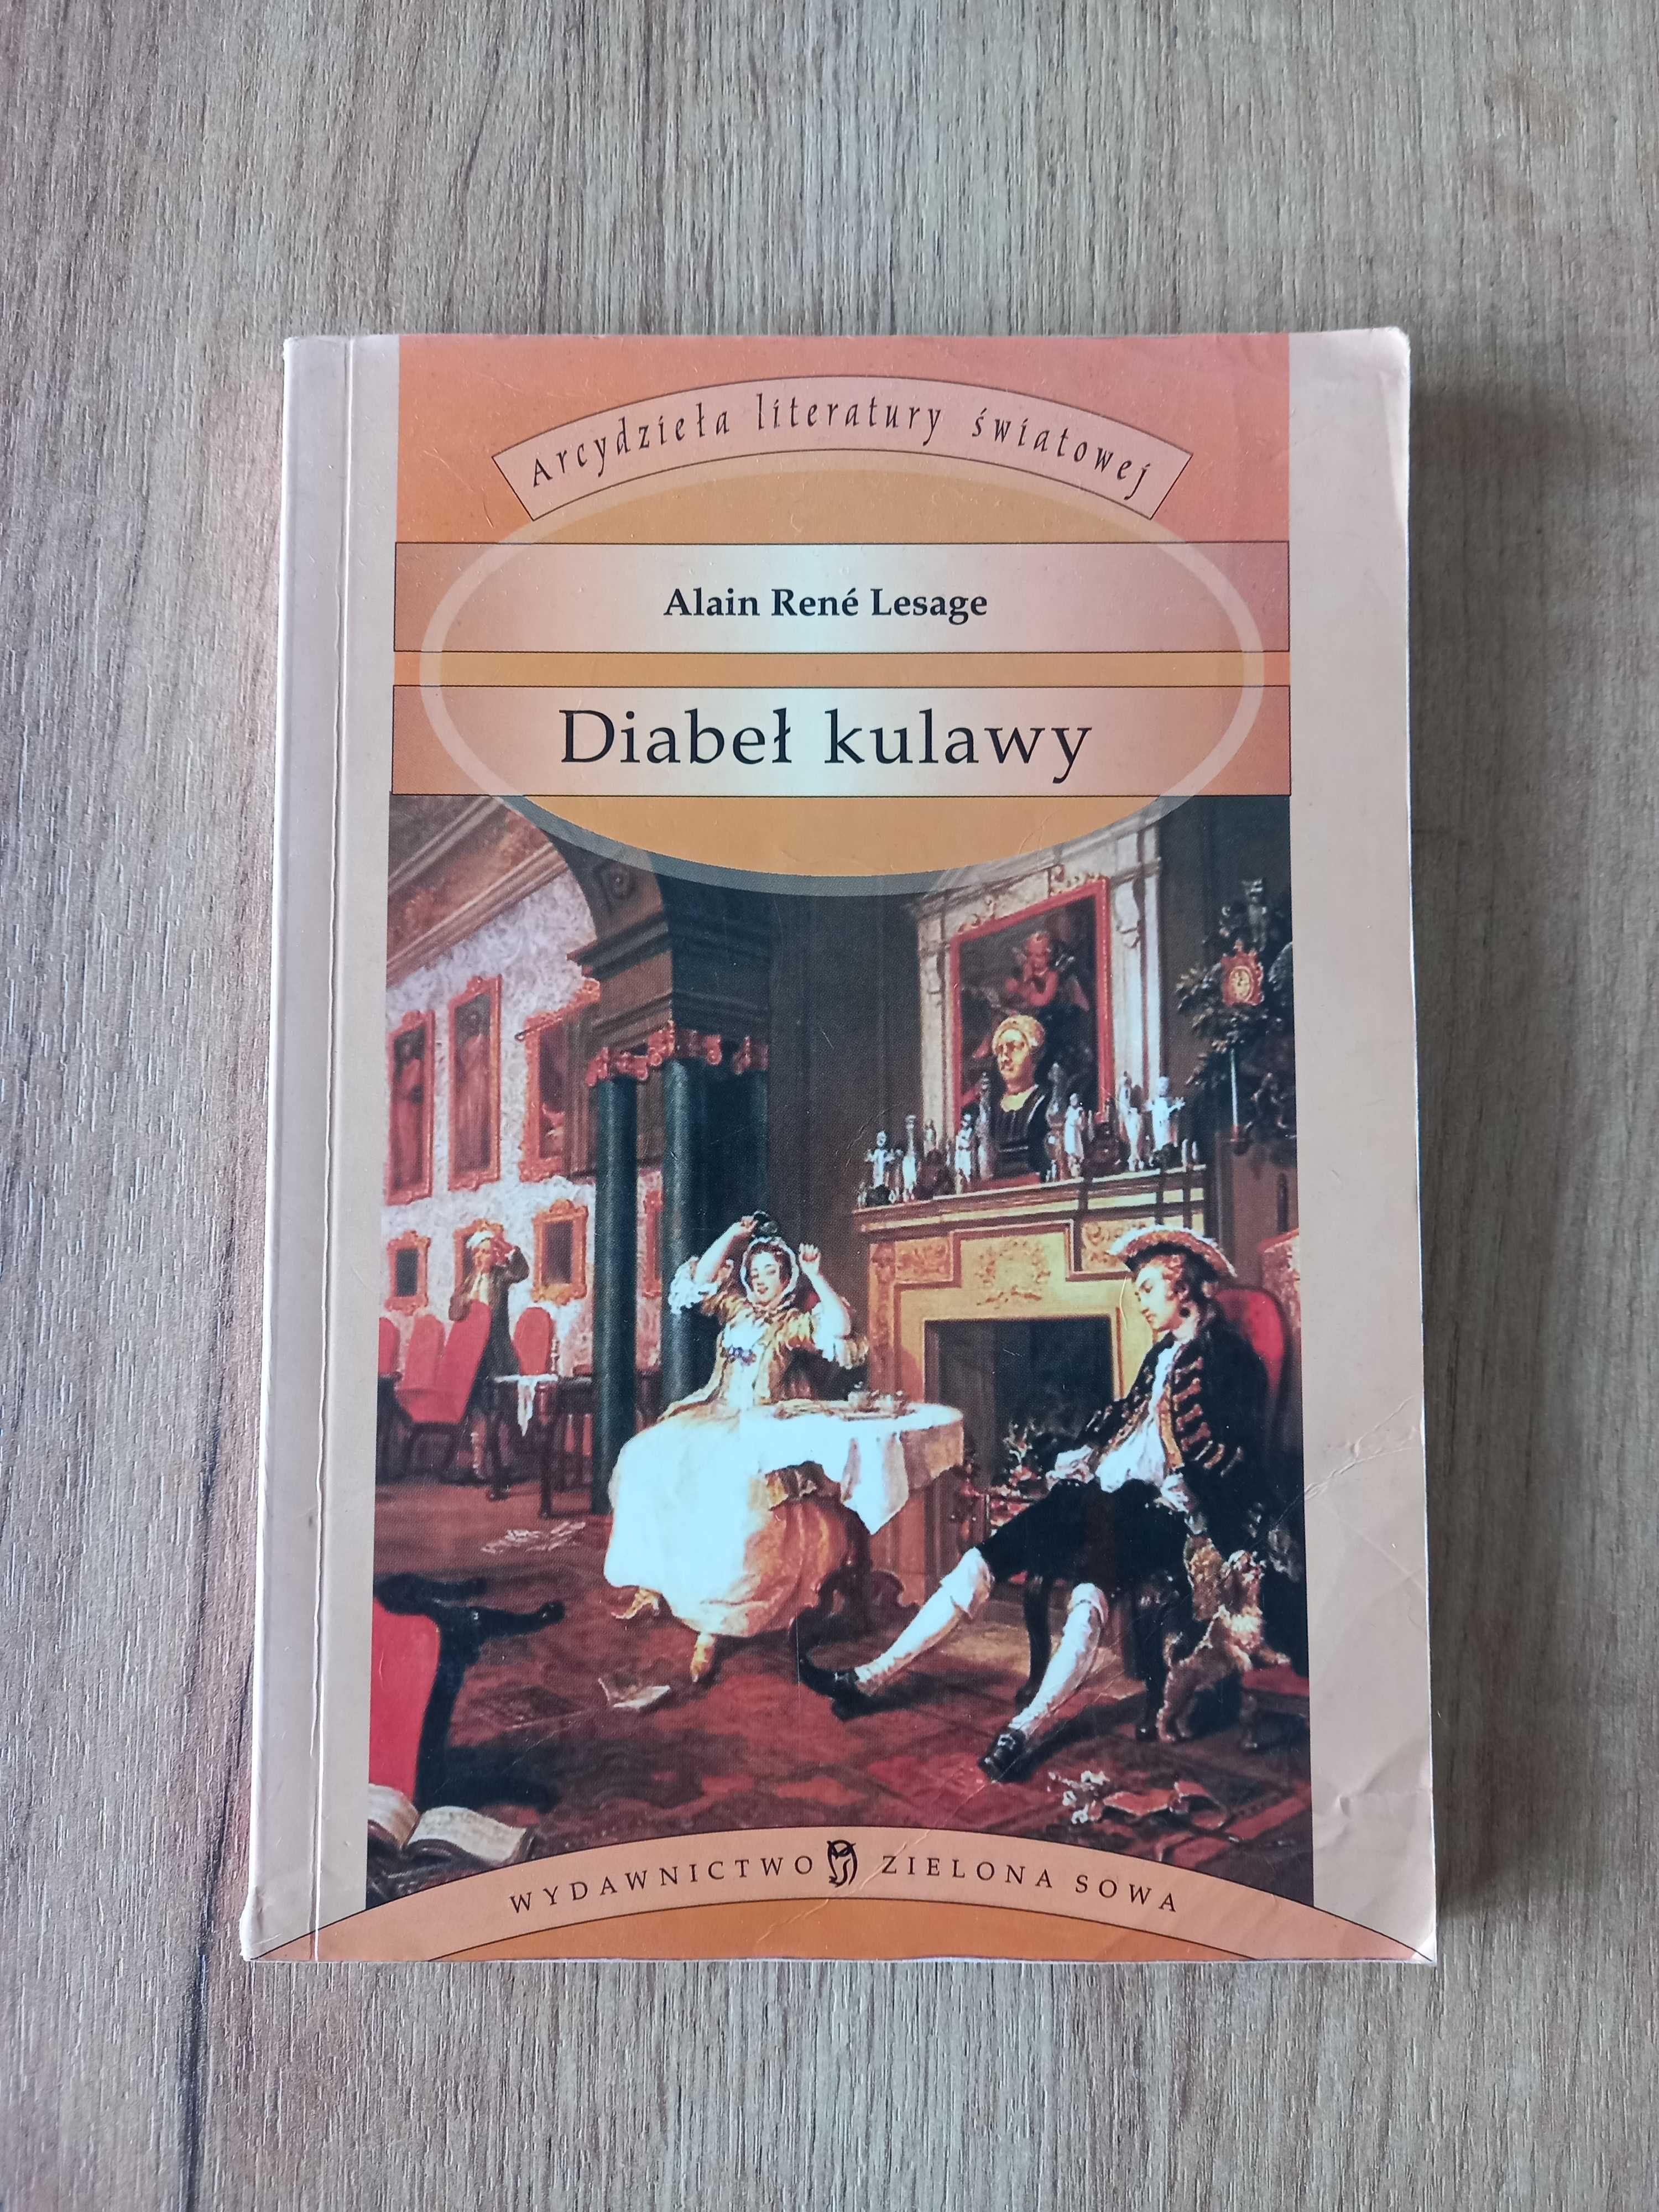 Arcydzieła literatury światowej
Alain René Lesage
Diabeł kulawy
WYDAWNICTWO ZIELONA SOWA